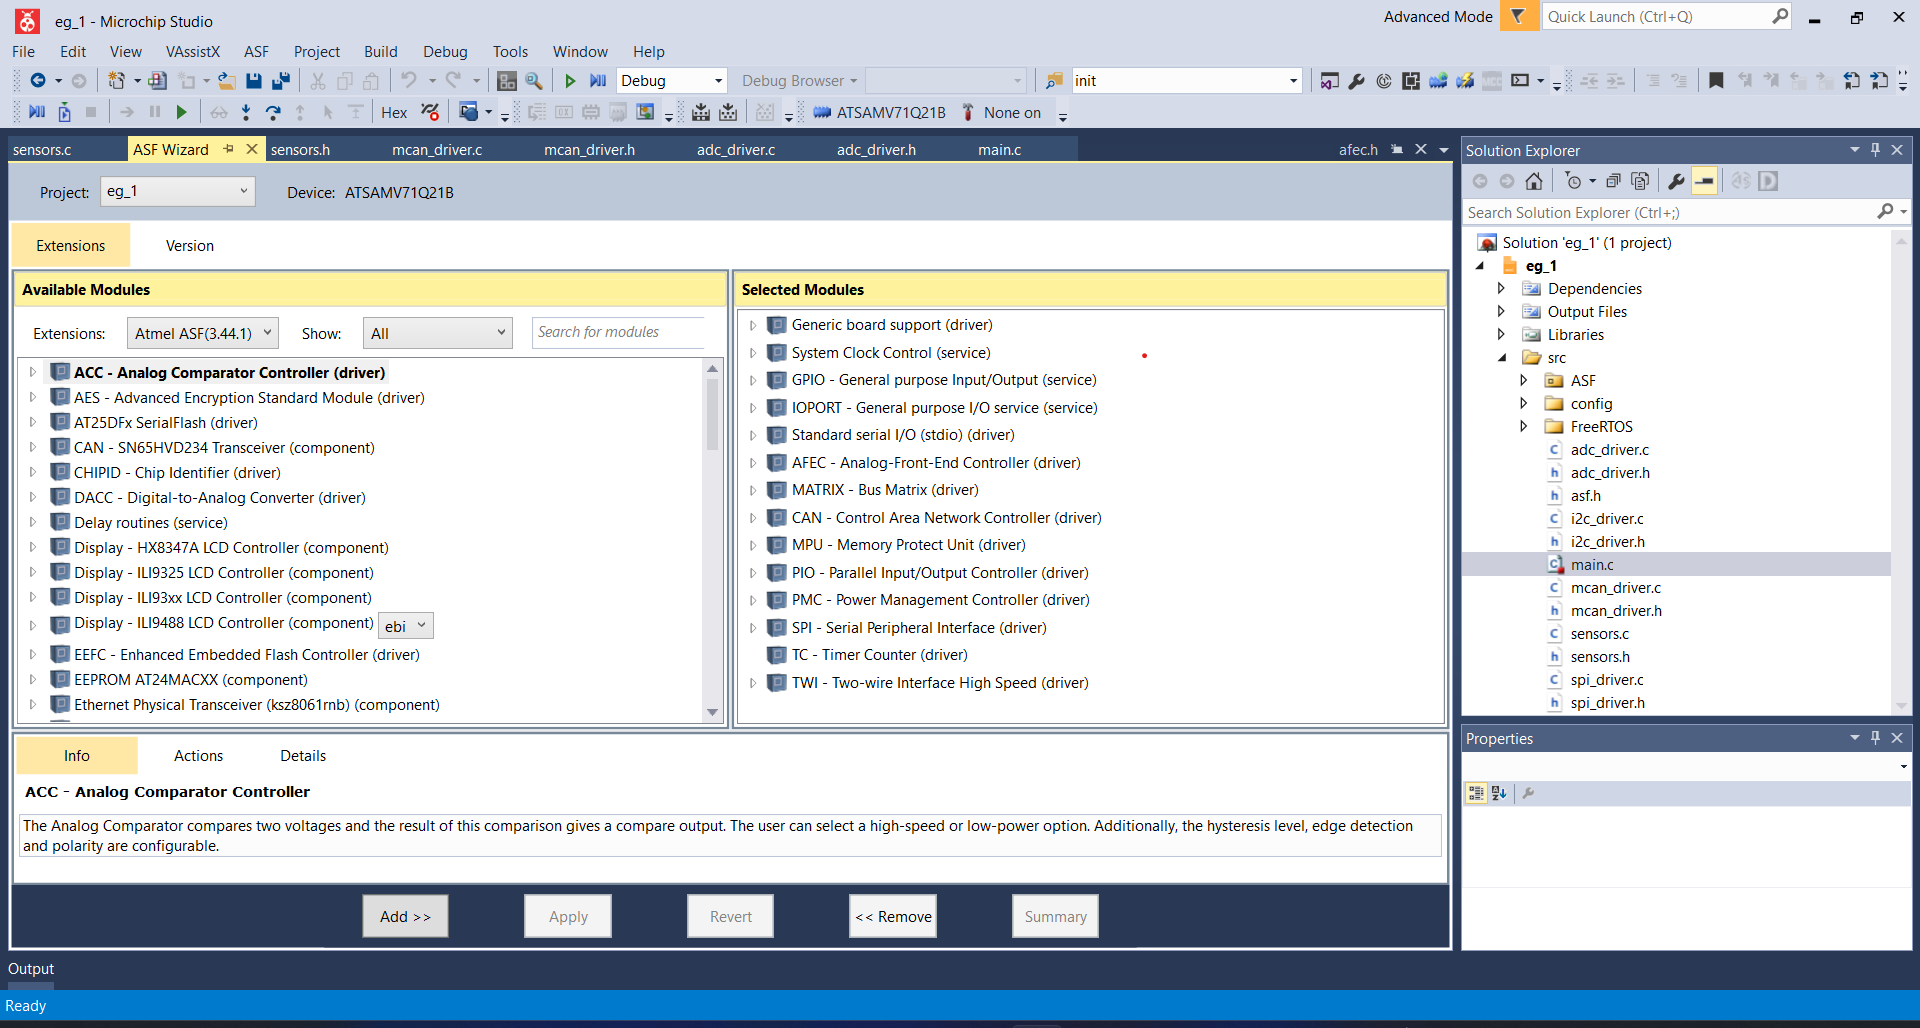 eg_1 - Microchip Studio
Advanced Mode
Quick Launch (Ctrl+Q)
File Edit View VAssistX ASF Project Build Debug Tools Window Help
Debug Debug Browser init
Hex ATSAMV71Q21B None on
sensors.c ASF Wizard sensors.h mcan_driver.c mcan_driver.h adc_driver.c adc_driver.h main.c afec.h
Project: eg_1 Device: ATSAMV71Q21B
Extensions Version
Available Modules
Extensions: Atmel ASF(3.44.1) Show: All Search for modules
ACC - Analog Comparator Controller (driver)
AES - Advanced Encryption Standard Module (driver)
AT25DFx SerialFlash (driver)
CAN - SN65HVD234 Transceiver (component)
CHIPID - Chip Identifier (driver)
DACC - Digital-to-Analog Converter (driver)
Delay routines (service)
Display - HX8347A LCD Controller (component)
Display - ILI9325 LCD Controller (component)
Display - ILI93xx LCD Controller (component)
Display - ILI9488 LCD Controller (component) ebi
EEFC - Enhanced Embedded Flash Controller (driver)
EEPROM AT24MACXX (component)
Ethernet Physical Transceiver (ksz8061rnb) (component)
Selected Modules
Generic board support (driver)
System Clock Control (service)
GPIO - General purpose Input/Output (service)
IOPORT - General purpose I/O service (service)
Standard serial I/O (stdio) (driver)
AFEC - Analog-Front-End Controller (driver)
MATRIX - Bus Matrix (driver)
CAN - Control Area Network Controller (driver)
MPU - Memory Protect Unit (driver)
PIO - Parallel Input/Output Controller (driver)
PMC - Power Management Controller (driver)
SPI - Serial Peripheral Interface (driver)
TC - Timer Counter (driver)
TWI - Two-wire Interface High Speed (driver)
Info Actions Details
ACC - Analog Comparator Controller
The Analog Comparator compares two voltages and the result of this comparison gives a compare output. The user can select a high-speed or low-power option. Additionally, the hysteresis level, edge detection
and polarity are configurable.
Add >> Apply Revert << Remove Summary
Solution Explorer
Search Solution Explorer (Ctrl+;)
Solution 'eg_1' (1 project)
eg_1
Dependencies
Output Files
Libraries
src
ASF
config
FreeRTOS
adc_driver.c
adc_driver.h
asf.h
i2c_driver.c
i2c_driver.h
main.c
mcan_driver.c
mcan_driver.h
sensors.c
sensors.h
spi_driver.c
spi_driver.h
Properties
Output
Ready